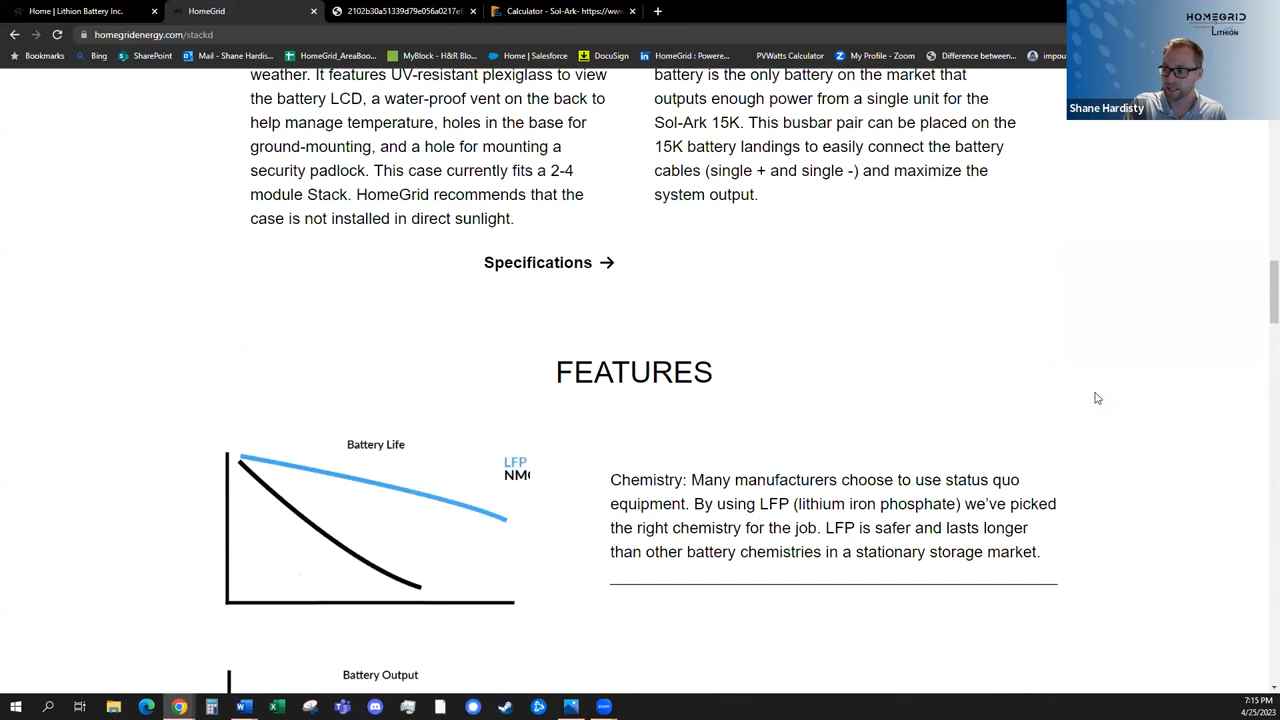 Home | Lithion Battery Inc.
HomeGrid
2102b30a51339d79e056a0217e
Calculator - Sol-Ark- https://www
homegridenergy.com/stackd
Bookmarks
Bing
SharePoint
Mail - Shane Hardis...
HomeGrid_AreaBoo...
MyBlock - H&R Blo...
Home | Salesforce
DocuSign
HomeGrid : Powere...
PVWatts Calculator
My Profile - Zoom
Difference between...
impou
HOMEGRID
LITHION
Shane Hardisty
weather. It features UV-resistant plexiglass to view
the battery LCD, a water-proof vent on the back to
help manage temperature, holes in the base for
ground-mounting, and a hole for mounting a
security padlock. This case currently fits a 2-4
module Stack. HomeGrid recommends that the
case is not installed in direct sunlight.
battery is the only battery on the market that
outputs enough power from a single unit for the
Sol-Ark 15K. This busbar pair can be placed on the
15K battery landings to easily connect the battery
cables (single + and single -) and maximize the
system output.
Specifications →
FEATURES
Battery Life
LFP
NMC
Chemistry: Many manufacturers choose to use status quo
equipment. By using LFP (lithium iron phosphate) we've picked
the right chemistry for the job. LFP is safer and lasts longer
than other battery chemistries in a stationary storage market.
Battery Output
7:15 PM
4/25/2023